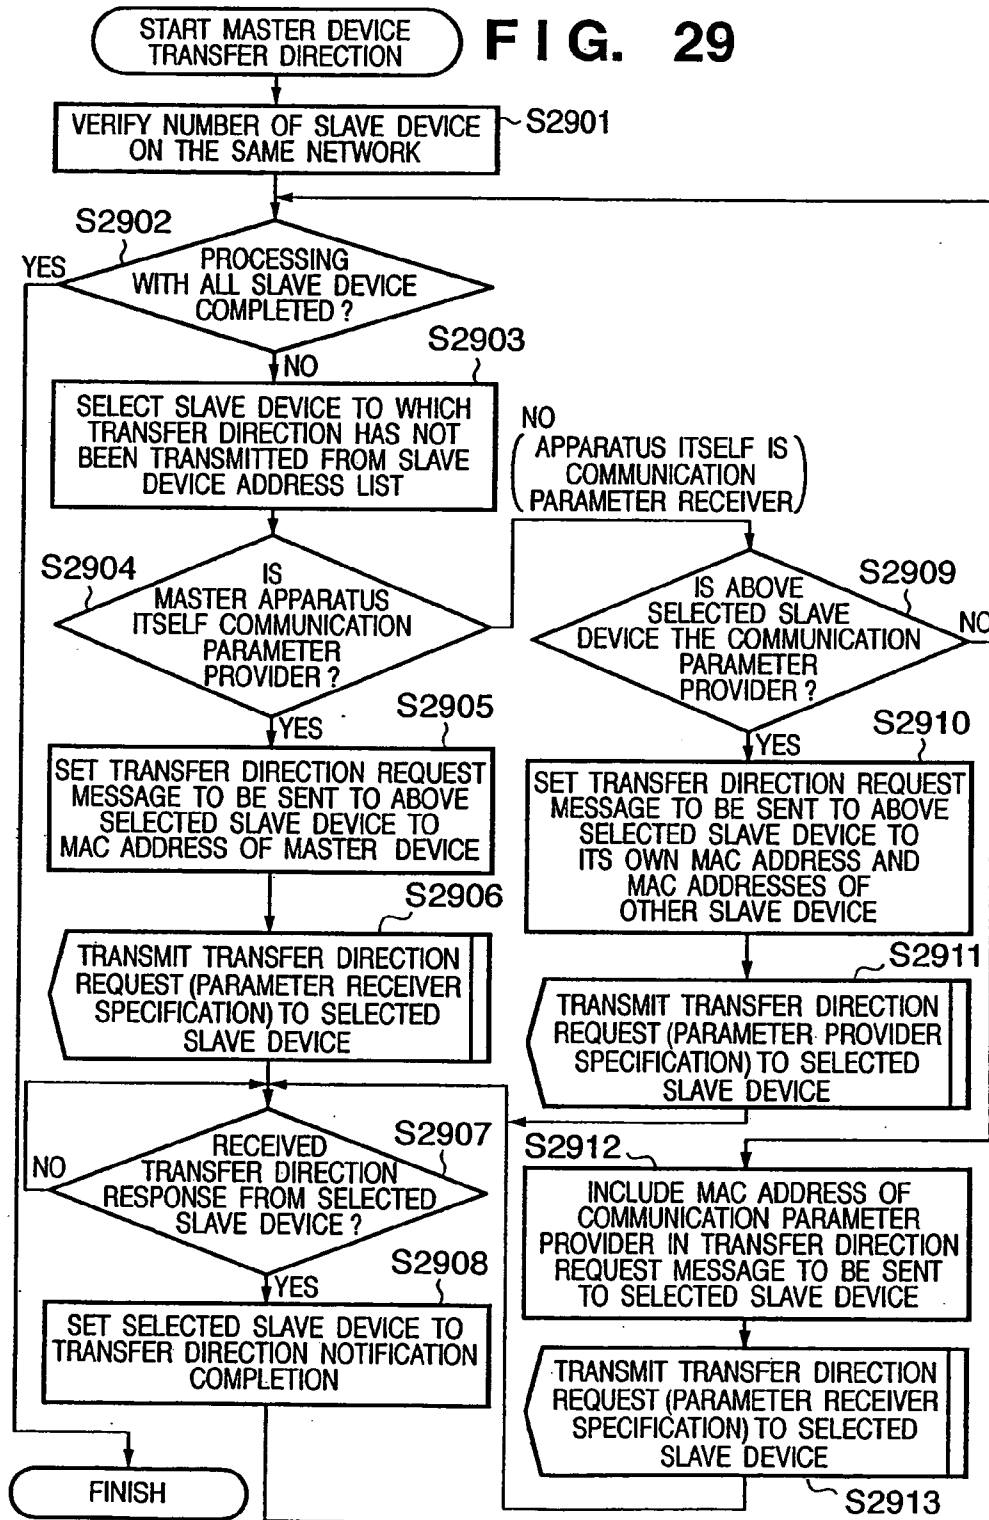 START MASTER DEVICE
TRANSFER DIRECTION
FIG. 29
VERIFY NUMBER OF SLAVE DEVICE
ON THE SAME NETWORK
S2901
S2902
YES
PROCESSING
WITH ALL SLAVE DEVICE
COMPLETED ?
NO
S2903
SELECT SLAVE DEVICE TO WHICH
TRANSFER DIRECTION HAS NOT
BEEN TRANSMITTED FROM SLAVE
DEVICE ADDRESS LIST
NO
(APPARATUS ITSELF IS
COMMUNICATION
PARAMETER RECEIVER)
S2904
IS
MASTER APPARATUS
ITSELF COMMUNICATION
PARAMETER
PROVIDER ?
YES
S2909
IS ABOVE
SELECTED SLAVE
DEVICE THE COMMUNICATION
PARAMETER
PROVIDER ?
NO
YES
S2905
SET TRANSFER DIRECTION REQUEST
MESSAGE TO BE SENT TO ABOVE
SELECTED SLAVE DEVICE TO
MAC ADDRESS OF MASTER DEVICE
S2910
SET TRANSFER DIRECTION REQUEST
MESSAGE TO BE SENT TO ABOVE
SELECTED SLAVE DEVICE TO
ITS OWN MAC ADDRESS AND
MAC ADDRESSES OF
OTHER SLAVE DEVICE
S2906
TRANSMIT TRANSFER DIRECTION
REQUEST (PARAMETER RECEIVER
SPECIFICATION) TO SELECTED
SLAVE DEVICE
S2911
TRANSMIT TRANSFER DIRECTION
REQUEST (PARAMETER PROVIDER
SPECIFICATION) TO SELECTED
SLAVE DEVICE
S2907
RECEIVED
TRANSFER DIRECTION
RESPONSE FROM SELECTED
SLAVE DEVICE ?
NO
YES
S2912
INCLUDE MAC ADDRESS OF
COMMUNICATION PARAMETER
PROVIDER IN TRANSFER DIRECTION
REQUEST MESSAGE TO BE SENT
TO SELECTED SLAVE DEVICE
S2908
SET SELECTED SLAVE DEVICE TO
TRANSFER DIRECTION NOTIFICATION
COMPLETION
TRANSMIT TRANSFER DIRECTION
REQUEST (PARAMETER RECEIVER
SPECIFICATION) TO SELECTED
SLAVE DEVICE
S2913
FINISH